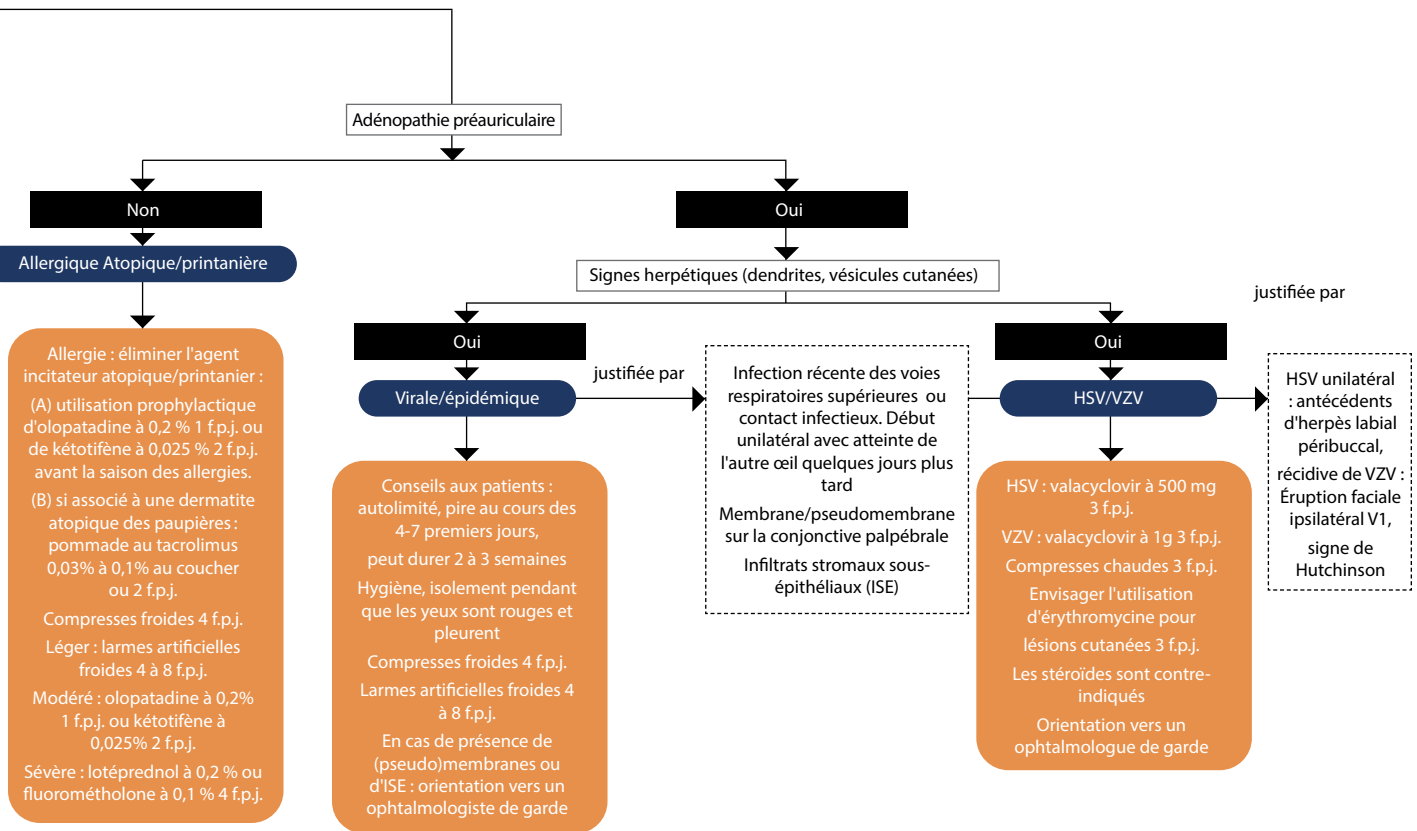 Adénopathie préauriculaire
Non
Oui
Allergique Atopique/printanière
Signes herpétiques (dendrites, vésicules cutanées)
Allergie : éliminer l'agent
incitateur atopique/printanier :
(A) utilisation prophylactique
d'olopatadine à 0,2 % 1 f.p.j. ou
de kétotifène à 0,025 % 2 f.p.j.
avant la saison des allergies.
(B) si associé à une dermatite
atopique des paupières :
pommade au tacrolimus
0,03% à 0,1% au coucher
ou 2 f.p.j.
Compresses froides 4 f.p.j.
Léger : larmes artificielles
froides 4 à 8 f.p.j.
Modéré : olopatadine à 0,2%
1 f.p.j. ou kétotifène à
0,025% 2 f.p.j.
Sévère : lotéprednol à 0,2 % ou
fluorométholone à 0,1 % 4 f.p.j.
Oui
Virale/épidémique
justifiée par
Conseils aux patients :
autolimité, pire au cours des
4-7 premiers jours,
peut durer 2 à 3 semaines
Hygiène, isolement pendant
que les yeux sont rouges et
pleurent
Compresses froides 4 f.p.j.
Larmes artificielles froides 4
à 8 f.p.j.
En cas de présence de
(pseudo)membranes ou
d'ISE : orientation vers un
ophtalmologiste de garde
Infection récente des voies
respiratoires supérieures ou
contact infectieux. Début
unilatéral avec atteinte de
l'autre œil quelques jours plus
tard
Membrane/pseudomembrane
sur la conjonctive palpébrale
Infiltrats stromaux sous-
épithéliaux (ISE)
Oui
HSV/VZV
justifiée par
HSV : valacyclovir à 500 mg
3 f.p.j.
VZV : valacyclovir à 1g 3 f.p.j.
Compresses chaudes 3 f.p.j.
Envisager l'utilisation
d'érythromycine pour
lésions cutanées 3 f.p.j.
Les stéroïdes sont contre-
indiqués
Orientation vers un
ophtalmologue de garde
HSV unilatéral
: antécédents
d'herpès labial
péribuccal,
récidive de VZV :
Éruption faciale
ipsilatéral V1,
signe de
Hutchinson